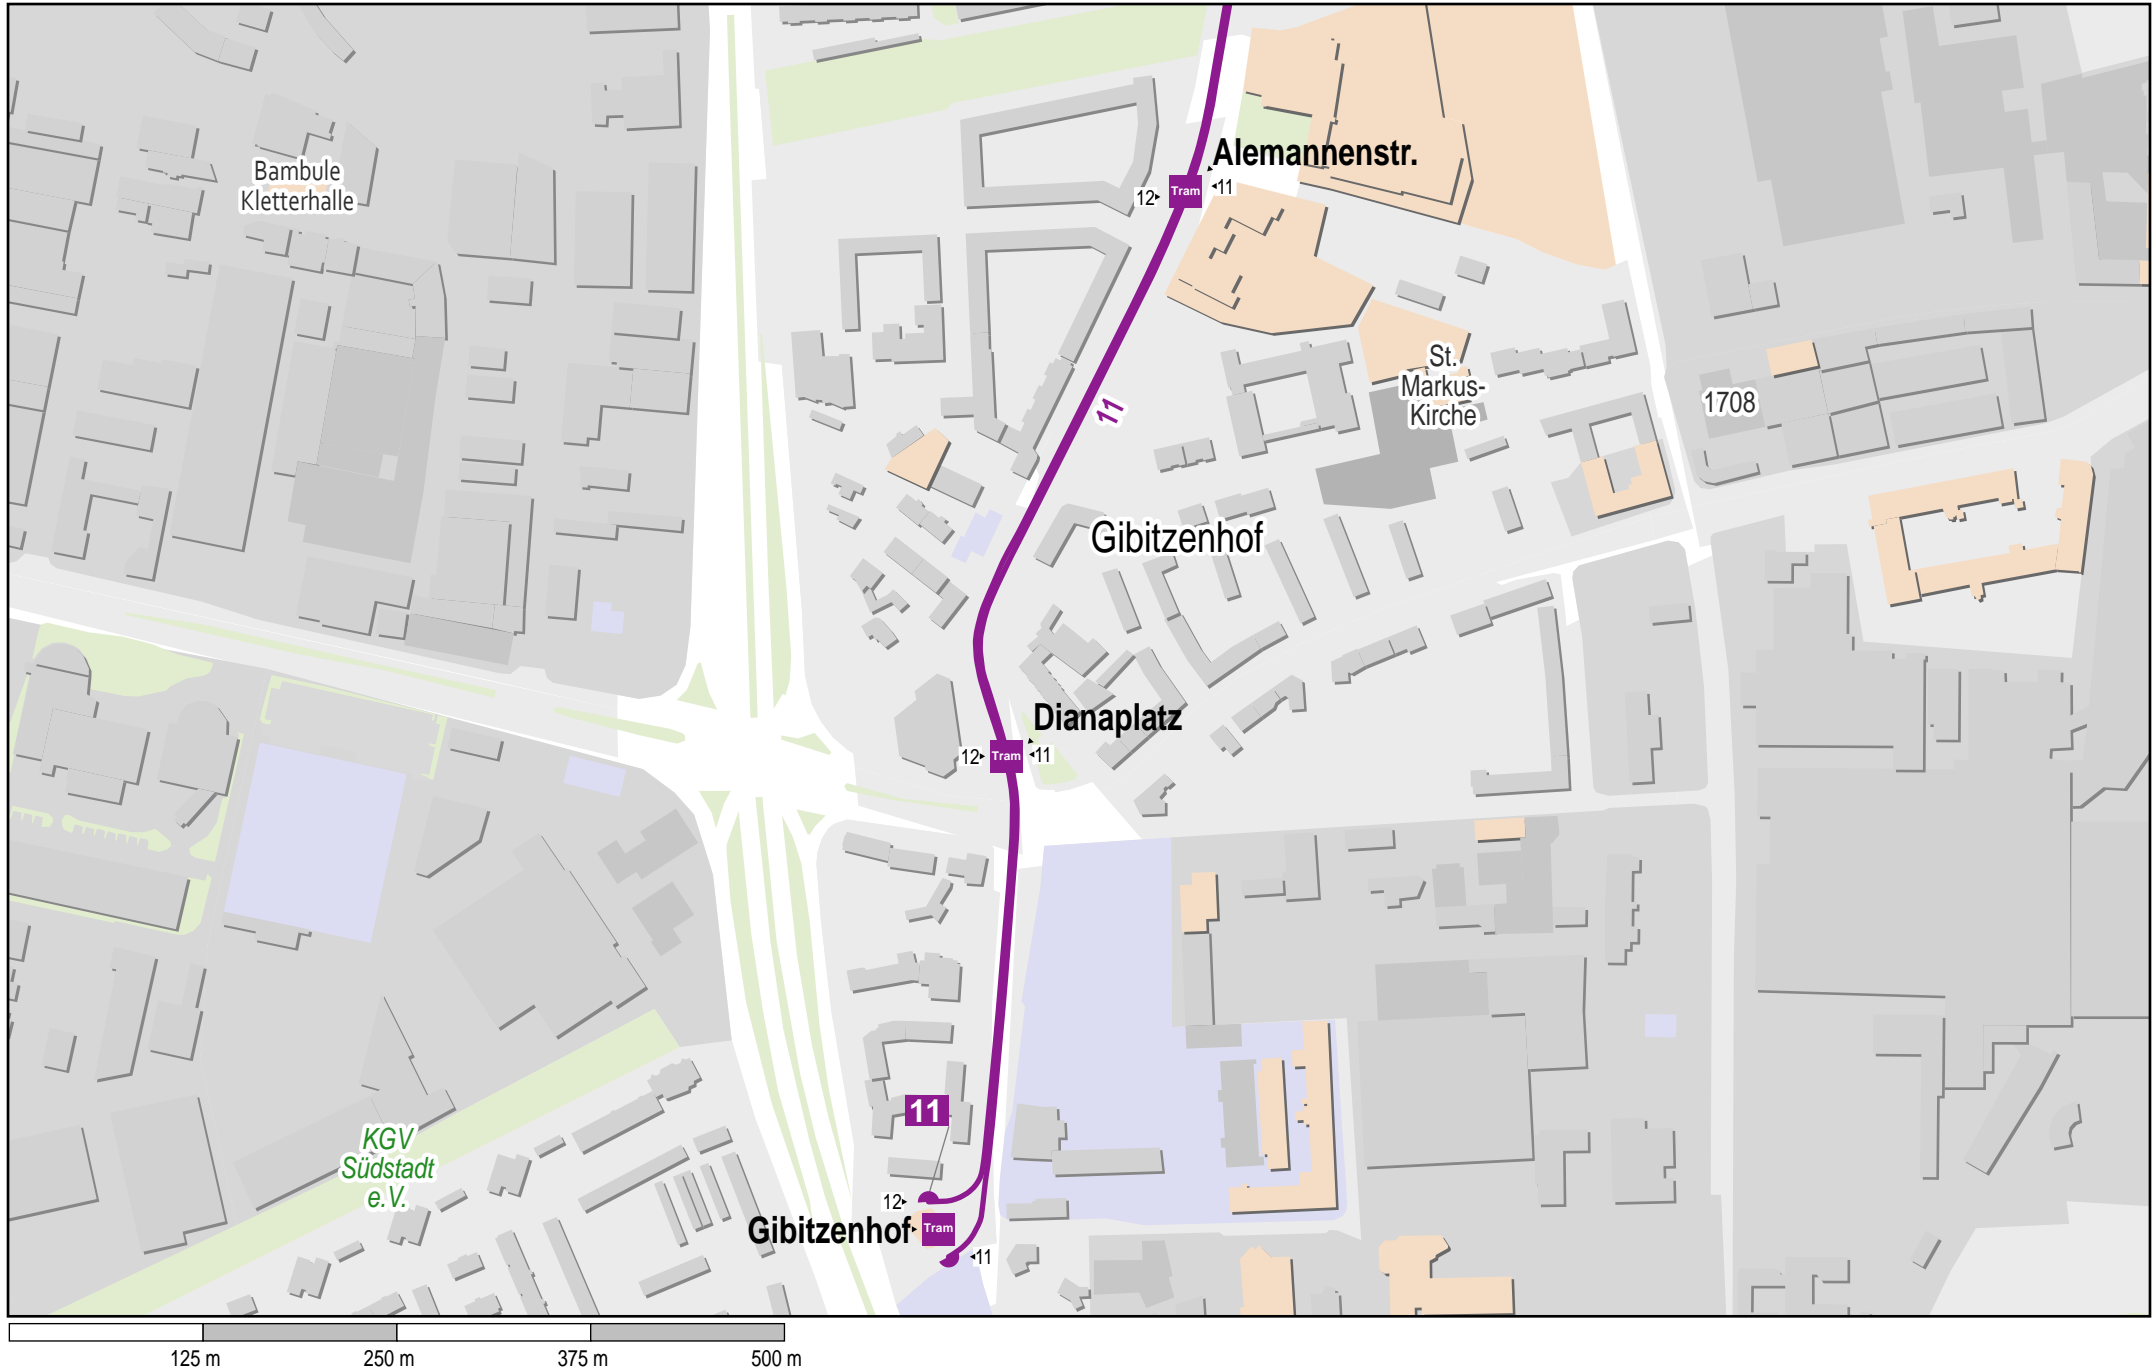 Bambule
Kletterhalle
Alemannenstr.
12
Tram
11
11
St.
Markus-
Kirche
1708
Gibitzenhof
Dianaplatz
12
Tram
11
11
KGV
Südstadt
e.V.
12
Gibitzenhof
Tram
11
125 m
250 m
375 m
500 m